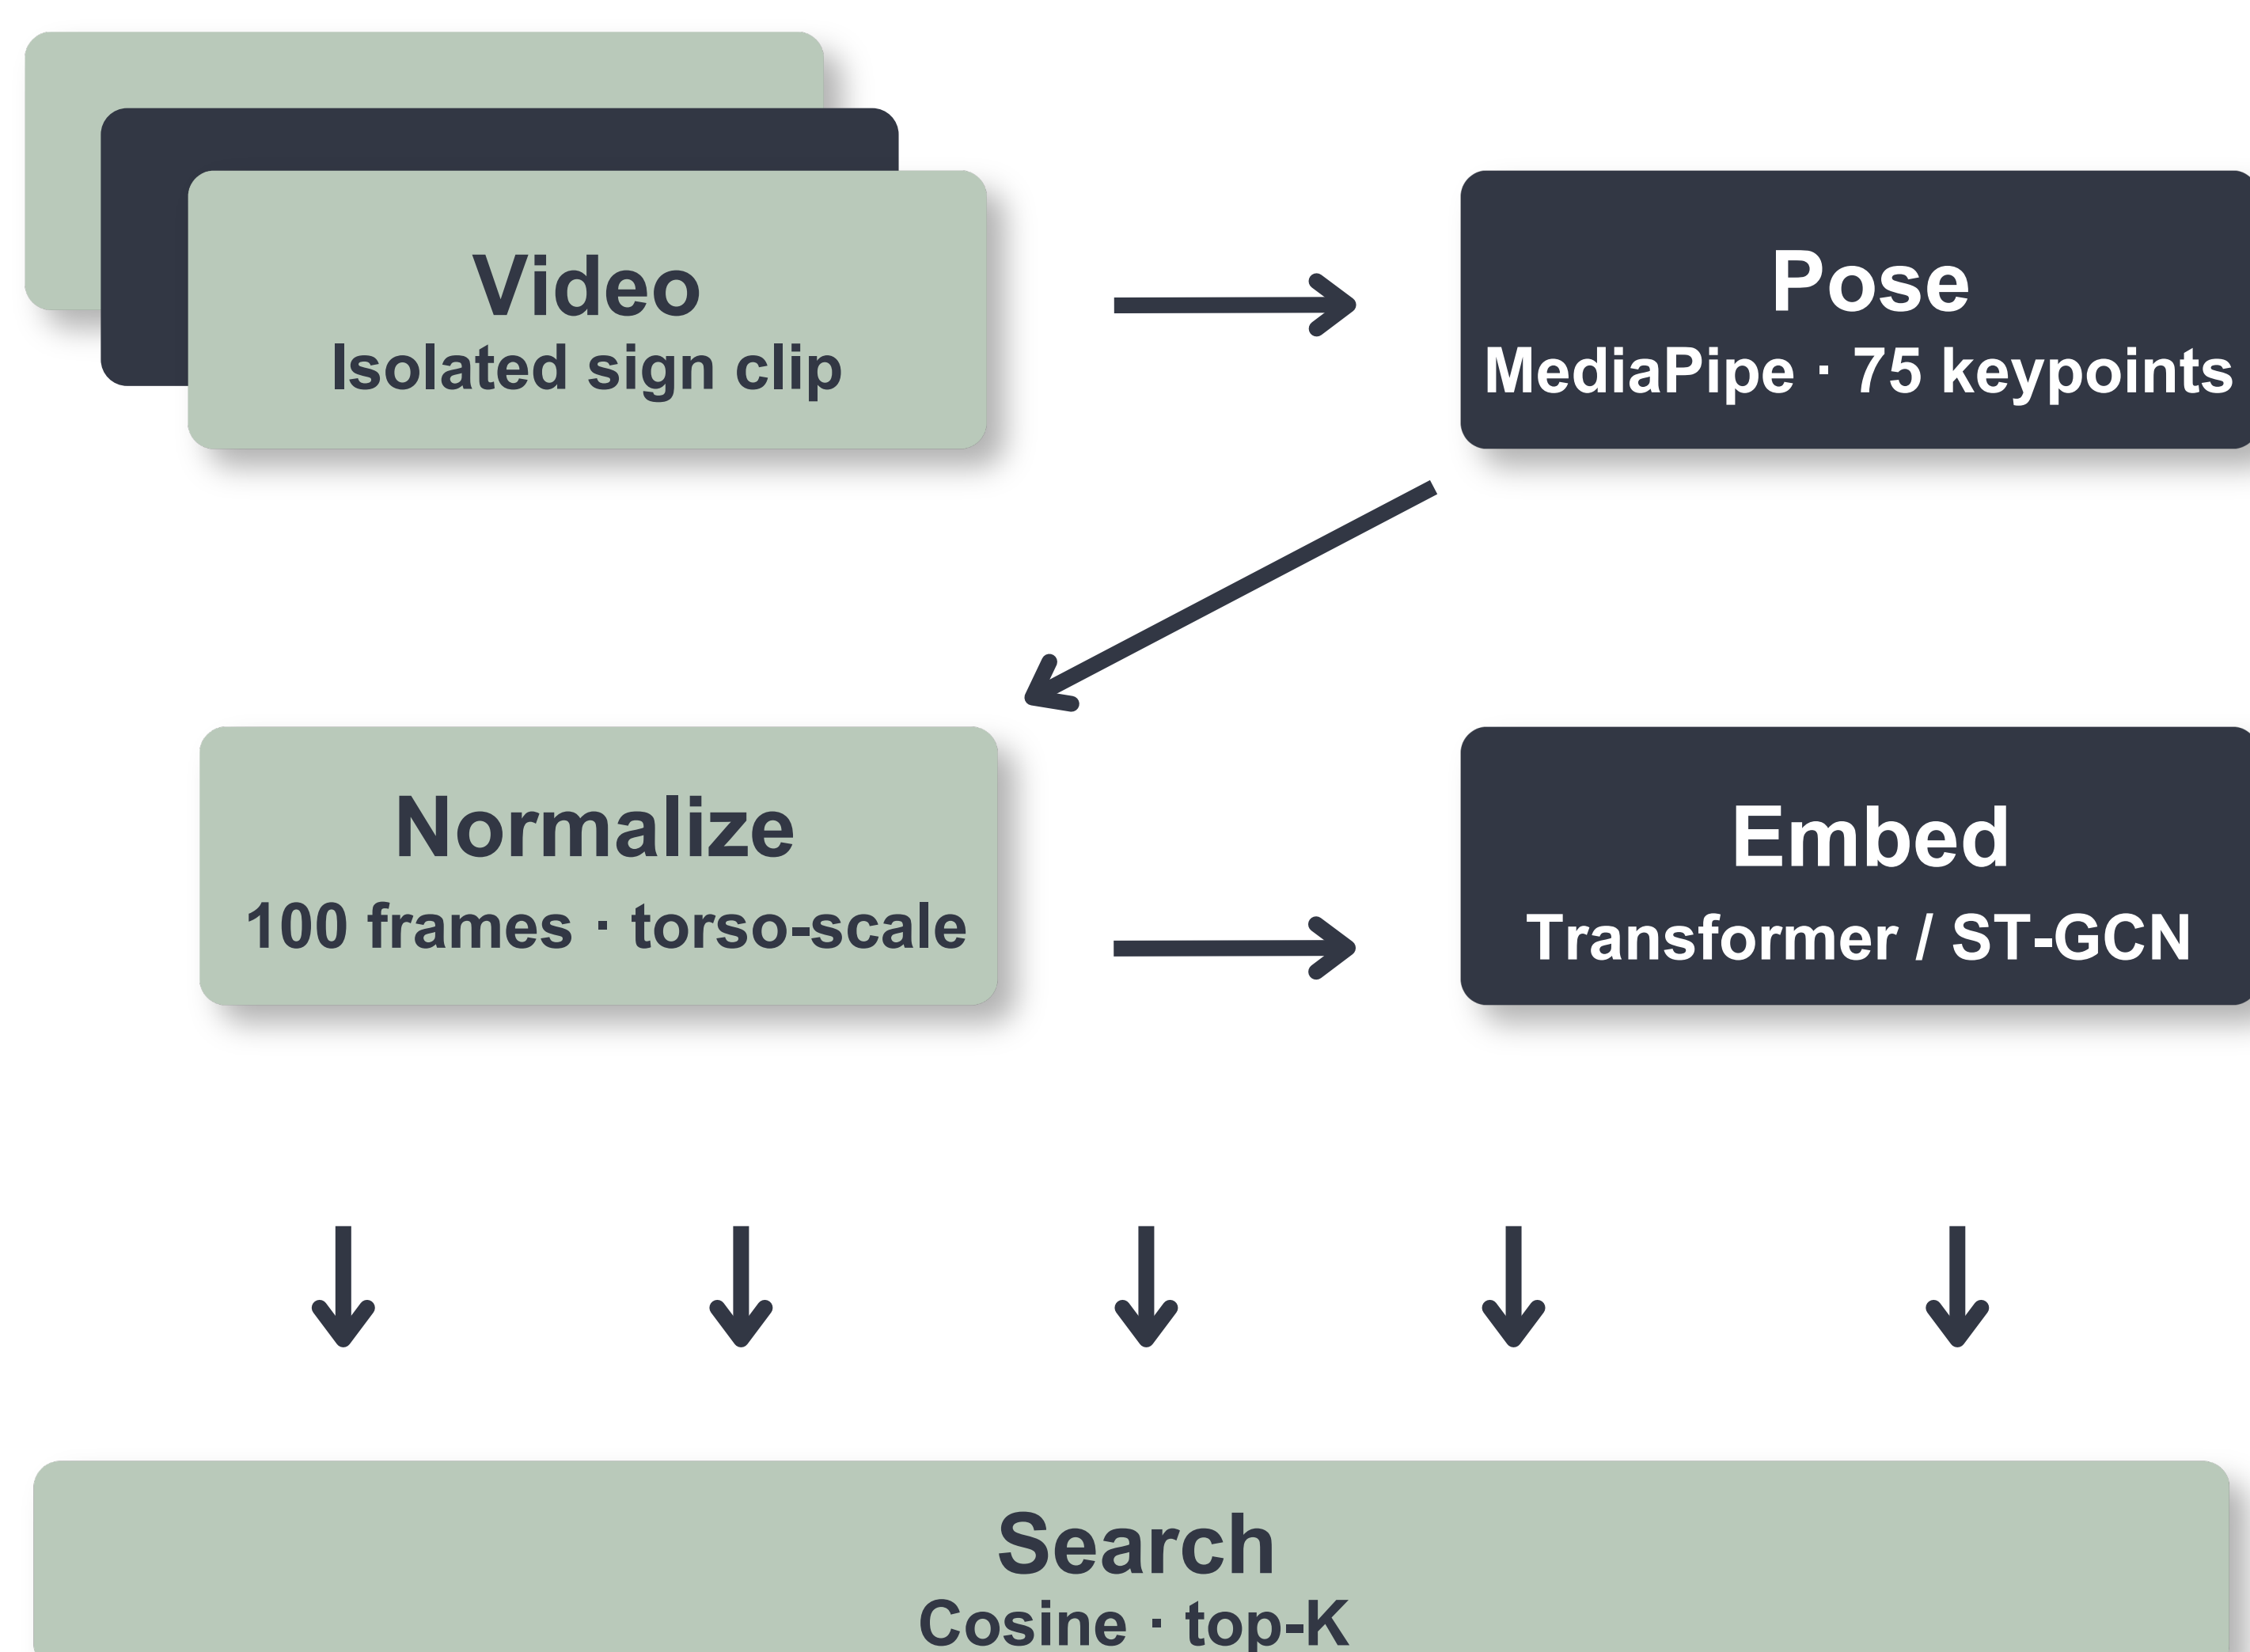 Video
Isolated sign clip
Pose
MediaPipe · 75 keypoints
Normalize
100 frames · torso-scale
Embed
Transformer / ST-GCN
Search
Cosine · top-K